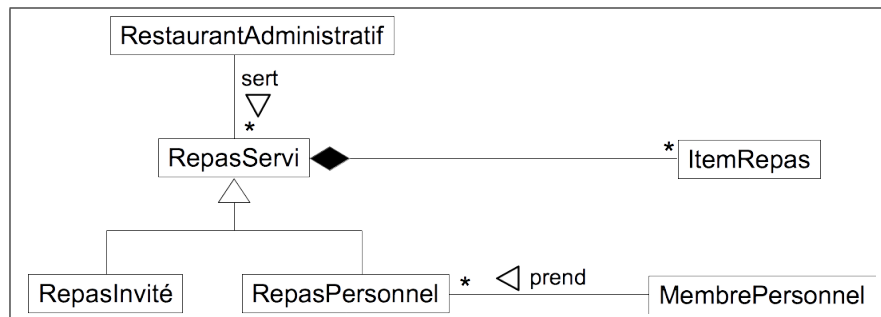 RestaurantAdministratif
sert
*
RepasServi
*
ItemRepas
RepasInvité
RepasPersonnel
*
prend
MembrePersonnel